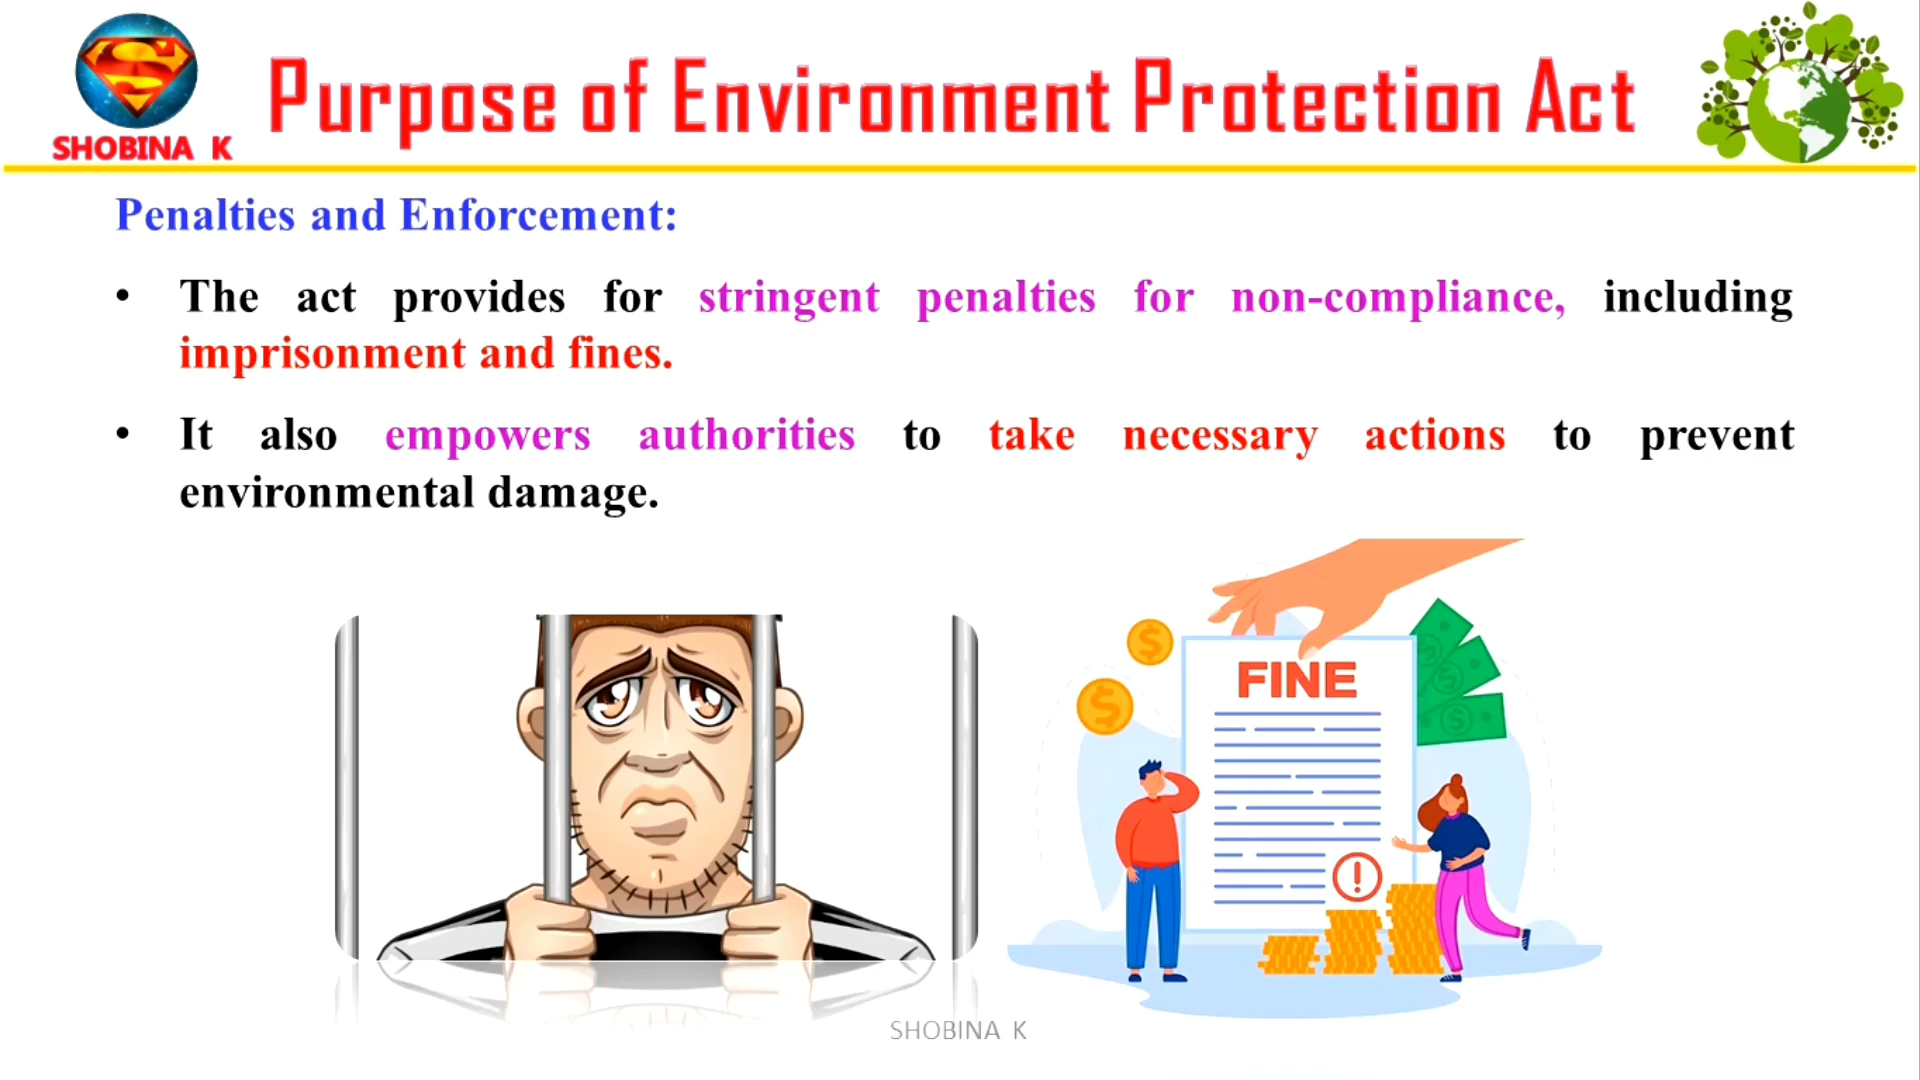 SHOBINA K
Purpose of Environment Protection Act
Penalties and Enforcement:
• The act provides for stringent penalties for non-compliance, including
imprisonment and fines.
• It also empowers authorities to take necessary actions to prevent
environmental damage.
FINE
SHOBINA K